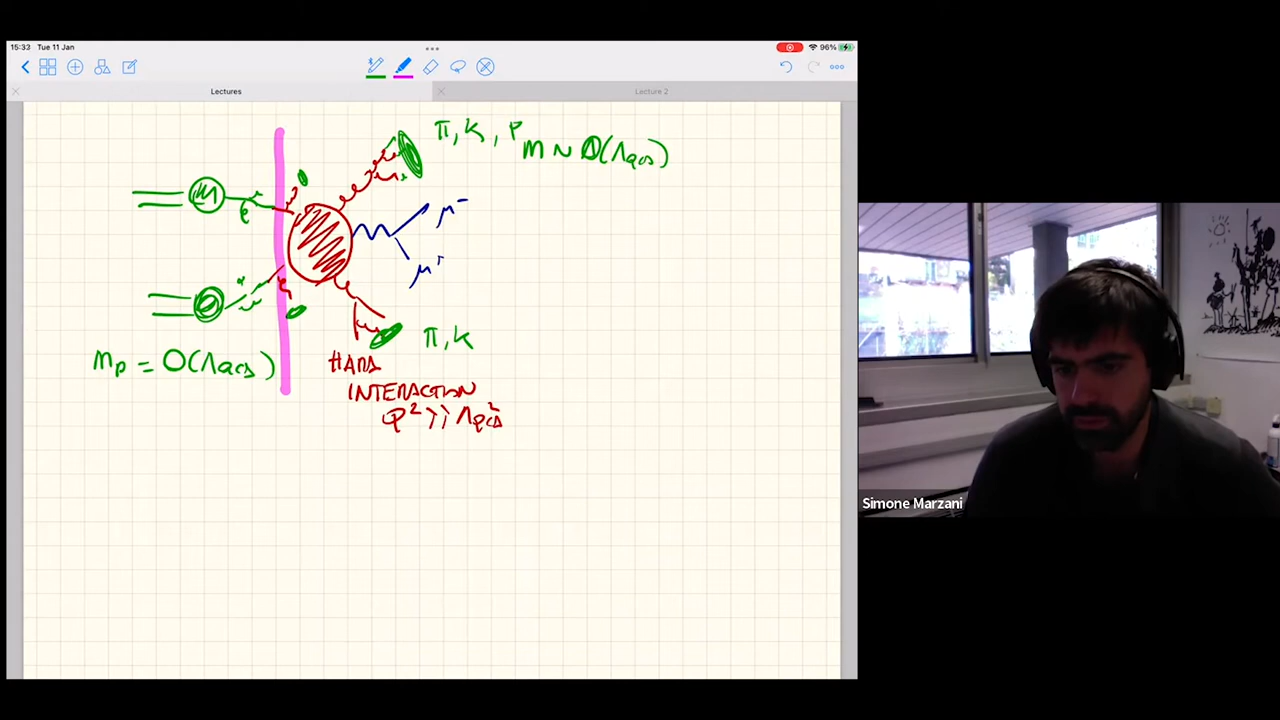 15:33 Tue 11 Jan
96%
Lectures
Lecture 2
π, K, P
m ~ O(Λ_QCD)
μ⁻
μ⁺
π, K
m_P = O(Λ_QCD)
HARD
INTERACTION
Q² >> Λ²_QCD
Simone Marzani